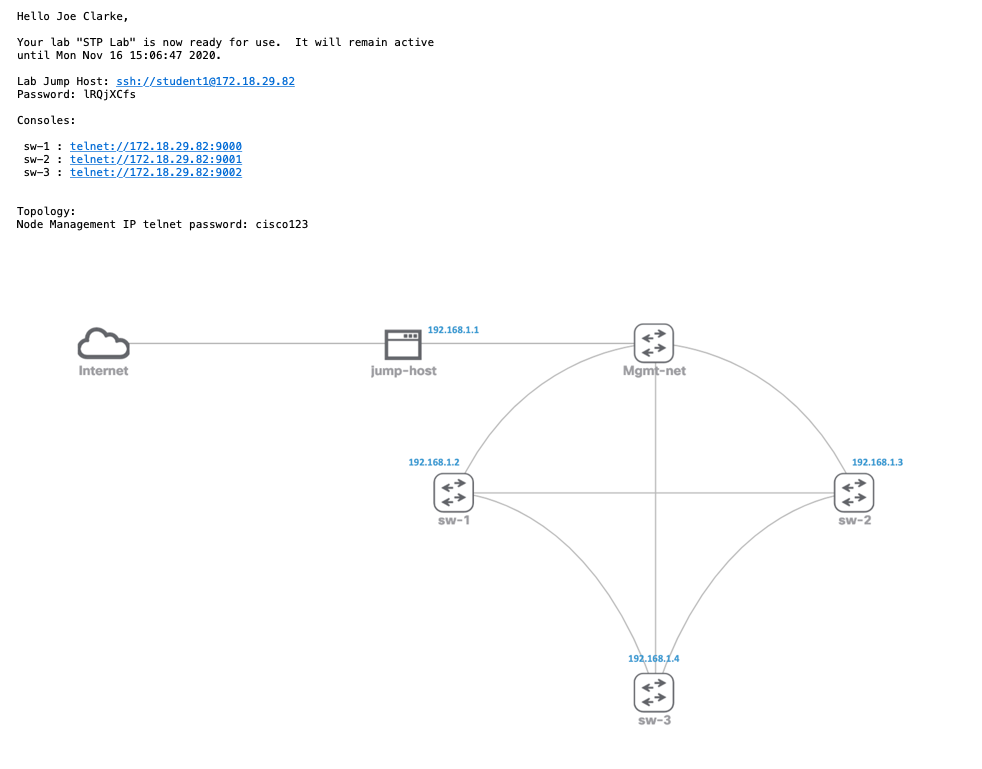 Hello Joe Clarke,
Your lab "STP Lab" is now ready for use.  It will remain active
until Mon Nov 16 15:06:47 2020.
Lab Jump Host: ssh://student1@172.18.29.82
Password: lRQjXCfs
Consoles:
sw-1 : telnet://172.18.29.82:9000
sw-2 : telnet://172.18.29.82:9001
sw-3 : telnet://172.18.29.82:9002
Topology:
Node Management IP telnet password: cisco123
192.168.1.1
Internet
jump-host
Mgmt-net
192.168.1.2
192.168.1.3
sw-1
sw-2
192.168.1.4
sw-3